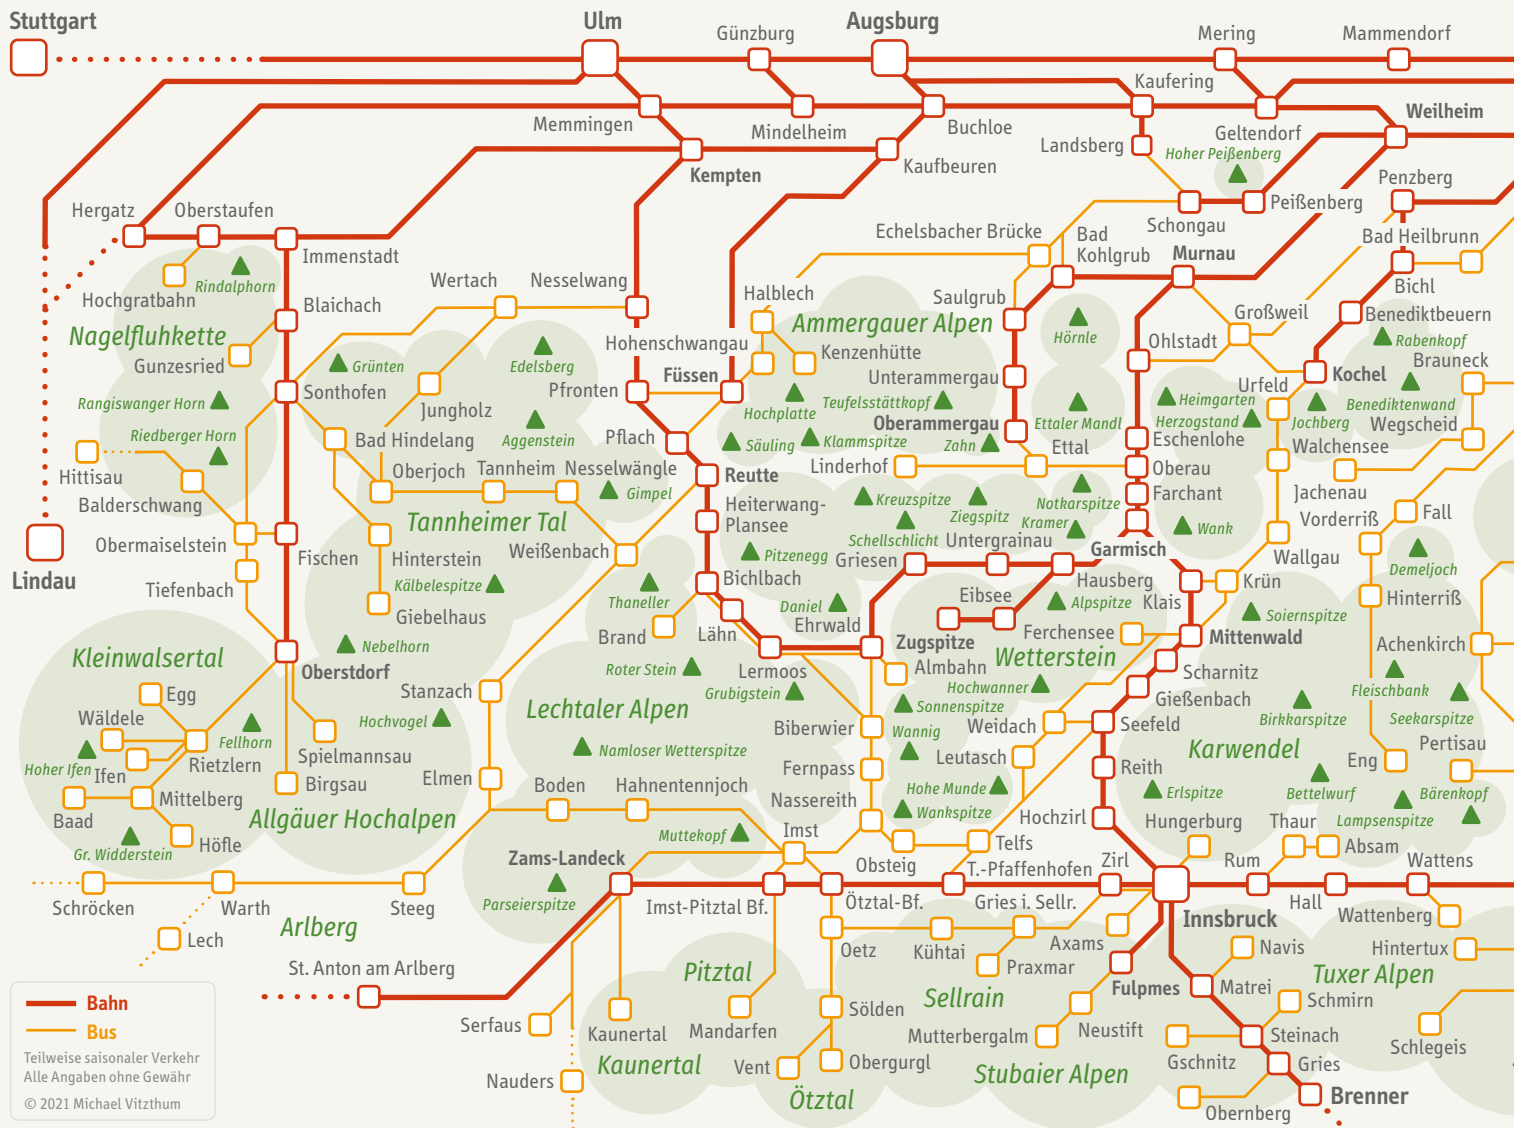 Stuttgart
Ulm
Günzburg
Augsburg
Mering
Mammendorf
Kaufering
Memmingen
Mindelheim
Buchloe
Geltendorf
Weilheim
Landsberg
Hoher Peißenberg
Kempten
Kaufbeuren
Penzberg
Hergatz
Oberstaufen
Schongau
Peißenberg
Echelsbacher Brücke
Bad
Kohlgrub
Murnau
Bad Heilbrunn
Immenstadt
Bichl
Hochgratbahn
Rindalphorn
Wertach
Nesselwang
Halblech
Saulgrub
Blaichach
Großweil
Benediktbeuern
Nagelfluhkette
Ammergauer Alpen
Hörnle
Ohlstadt
Rabenkopf
Hohenschwangau
Kenzenhütte
Gunzesried
Grünten
Edelsberg
Brauneck
Füssen
Unterammergau
Kochel
Sonthofen
Pfronten
Urfeld
Jungholz
Rangiswanger Horn
Hochplatte
Teufelsstättkopf
Heimgarten
Benediktenwand
Herzogstand
Jochberg
Wegscheid
Riedberger Horn
Bad Hindelang
Aggenstein
Pflach
Säuling
Klammspitze
Oberammergau
Zahn
Ettaler Mandl
Eschenlohe
Walchensee
Hittisau
Oberjoch
Tannheim
Nesselwängle
Reutte
Linderhof
Ettal
Oberau
Balderschwang
Gimpel
Kreuzspitze
Ziegspitz
Notkarspitze
Farchant
Jachenau
Tannheimer Tal
Heiterwang-
Plansee
Schellschlicht
Kramer
Wank
Vorderriß
Fall
Obermaiselstein
Fischen
Hinterstein
Weißenbach
Pitzenegg
Griesen
Untergrainau
Garmisch
Wallgau
Demeljoch
Tiefenbach
Kälbelespitze
Bichlbach
Eibsee
Hausberg
Klais
Krün
Hinterriß
Lindau
Giebelhaus
Thaneller
Daniel
Ehrwald
Alpspitze
Soiernspitze
Nebelhorn
Brand
Lähn
Zugspitze
Ferchensee
Mittenwald
Achenkirch
Kleinwalsertal
Oberstdorf
Roter Stein
Lermoos
Almbahn
Wetterstein
Scharnitz
Egg
Stanzach
Grubigstein
Hochwanner
Gießenbach
Fleischbank
Wäldele
Hochvogel
Lechtaler Alpen
Sonnenspitze
Birkkarspitze
Seekarspitze
Fellhorn
Biberwier
Wannig
Weidach
Seefeld
Hoher Ifen
Ifen
Rietzlern
Spielmannsau
Namloser Wetterspitze
Leutasch
Karwendel
Pertisau
Birgsau
Elmen
Boden
Hahnentennjoch
Fernpass
Reith
Eng
Baad
Mittelberg
Nassereith
Hohe Munde
Erlspitze
Bettelwurf
Bärenkopf
Gr. Widderstein
Höfle
Allgäuer Hochalpen
Muttekopf
Imst
Wankspitze
Hochzirl
Hungerburg
Thaur
Lampsenspitze
Zams-Landeck
Obsteig
Telfs
T.-Pfaffenhofen
Zirl
Rum
Absam
Wattens
Schröcken
Warth
Steeg
Parseierspitze
Imst-Pitztal Bf.
Ötztal-Bf.
Gries i. Sellr.
Innsbruck
Hall
Wattenberg
Lech
Arlberg
Oetz
Kühtai
Axams
Navis
Hintertux
St. Anton am Arlberg
Pitztal
Praxmar
Fulpmes
Matrei
Tuxer Alpen
Bahn
Bus
Sellrain
Schmirn
Serfaus
Kaunertal
Mandarfen
Sölden
Mutterbergalm
Neustift
Steinach
Schlegeis
Teilweise saisonaler Verkehr
Alle Angaben ohne Gewähr
© 2021 Michael Vitzthum
Nauders
Kaunertal
Vent
Obergurgl
Stubaier Alpen
Gschnitz
Gries
Ötztal
Obernberg
Brenner